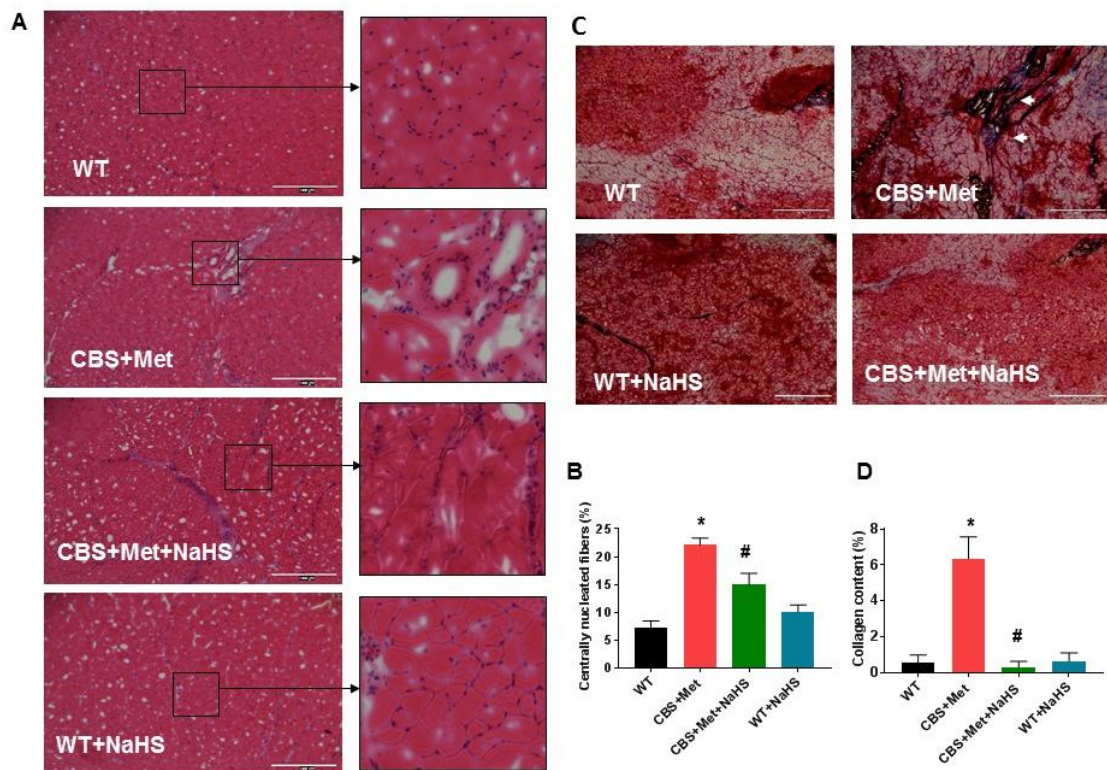 A
WT
CBS+Met
CBS+Met+NaHS
WT+NaHS
C
WT
CBS+Met
WT+NaHS
CBS+Met+NaHS
B
Centrally nucleated fibers (%)
25
20
15
10
5
0
*
#
WT
CBS+Met
CBS+Met+NaHS
WT+NaHS
D
Collagen content (%)
8
6
4
2
0
*
#
WT
CBS+Met
CBS+Met+NaHS
WT+NaHS